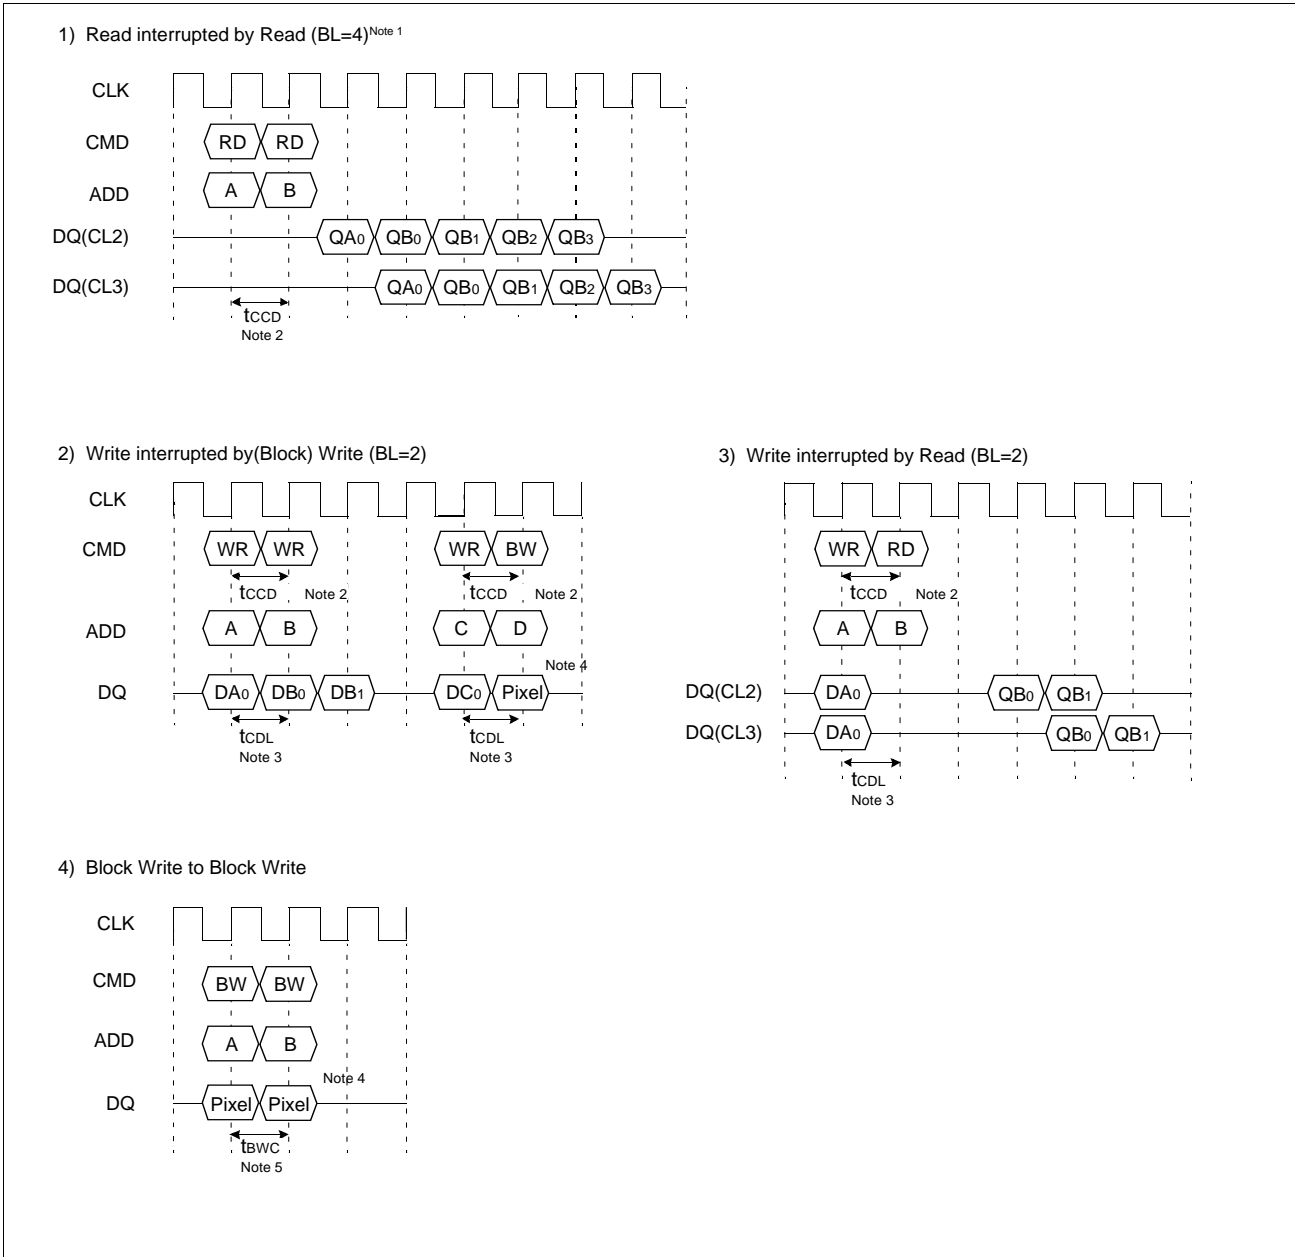 1) Read interrupted by Read (BL=4)Note 1
CLK
CMD RD RD
ADD A B
DQ(CL2) QA0 QB0 QB1 QB2 QB3
DQ(CL3) QA0 QB0 QB1 QB2 QB3
tCCD
Note 2
2) Write interrupted by(Block) Write (BL=2)
CLK
CMD WR WR WR BW
tCCD Note 2 tCCD Note 2
ADD A B C D
Note 4
DQ DA0 DB0 DB1 DC0 Pixel
tCDL tCDL
Note 3 Note 3
3) Write interrupted by Read (BL=2)
WR RD
tCCD Note 2
A B
DQ(CL2) DA0 QB0 QB1
DQ(CL3) DA0 QB0 QB1
tCDL
Note 3
4) Block Write to Block Write
CLK
CMD BW BW
ADD A B
Note 4
DQ Pixel Pixel
tBWC
Note 5